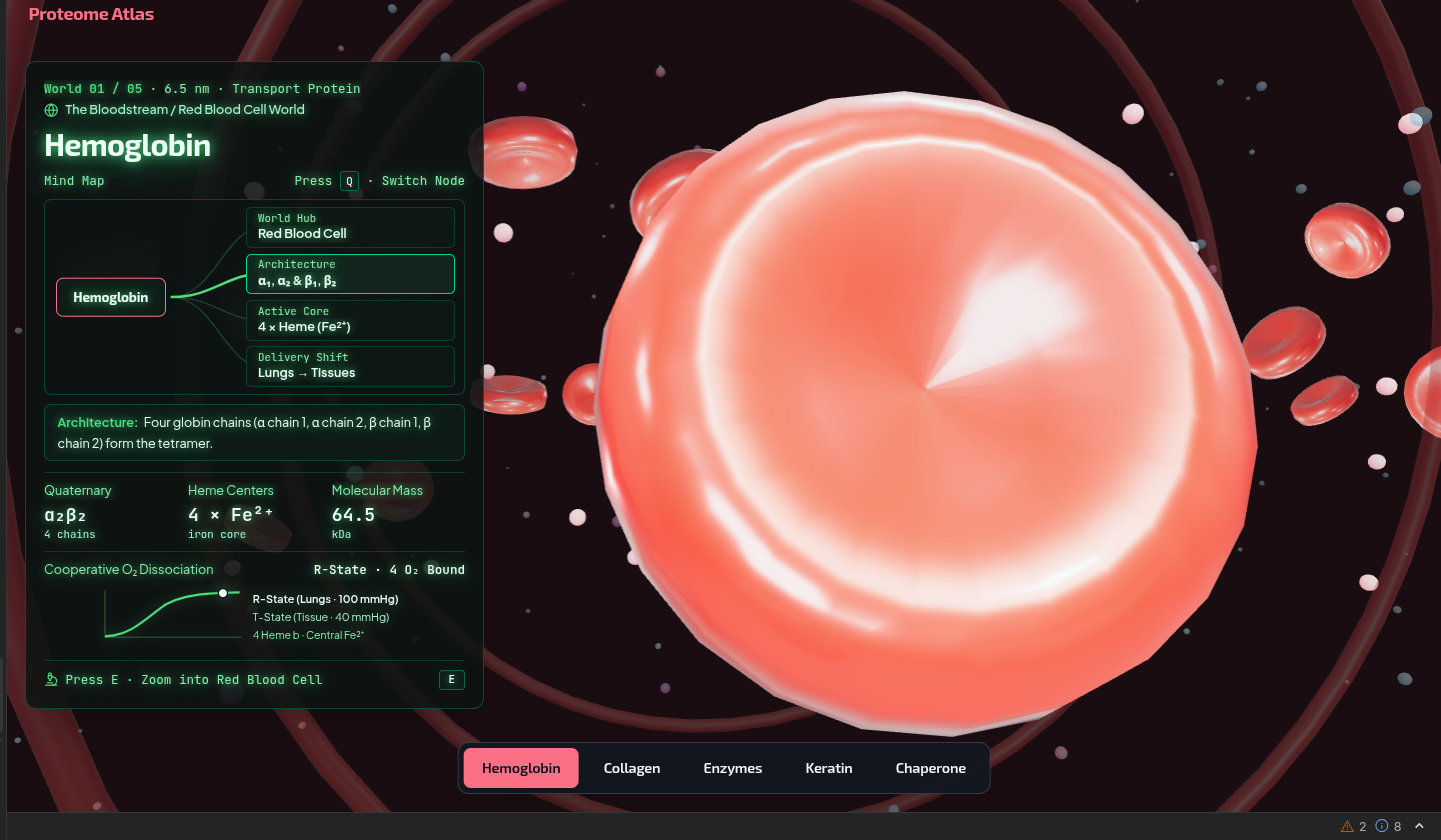 Proteome Atlas
World 01 / 05 · 6.5 nm · Transport Protein
The Bloodstream / Red Blood Cell World
Hemoglobin
Mind Map
Press Q · Switch Node
Hemoglobin
World Hub
Red Blood Cell
Architecture
α₁, α₂ & β₁, β₂
Active Core
4 × Heme (Fe²⁺)
Delivery Shift
Lungs → Tissues
Architecture: Four globin chains (α chain 1, α chain 2, β chain 1, β
chain 2) form the tetramer.
Quaternary
α₂β₂
4 chains
Heme Centers
4 × Fe²⁺
iron core
Molecular Mass
64.5
kDa
Cooperative O₂ Dissociation
R-State · 4 O₂ Bound
R-State (Lungs · 100 mmHg)
T-State (Tissue · 40 mmHg)
4 Heme b · Central Fe²⁺
Press E · Zoom into Red Blood Cell
E
Hemoglobin
Collagen
Enzymes
Keratin
Chaperone
2
8